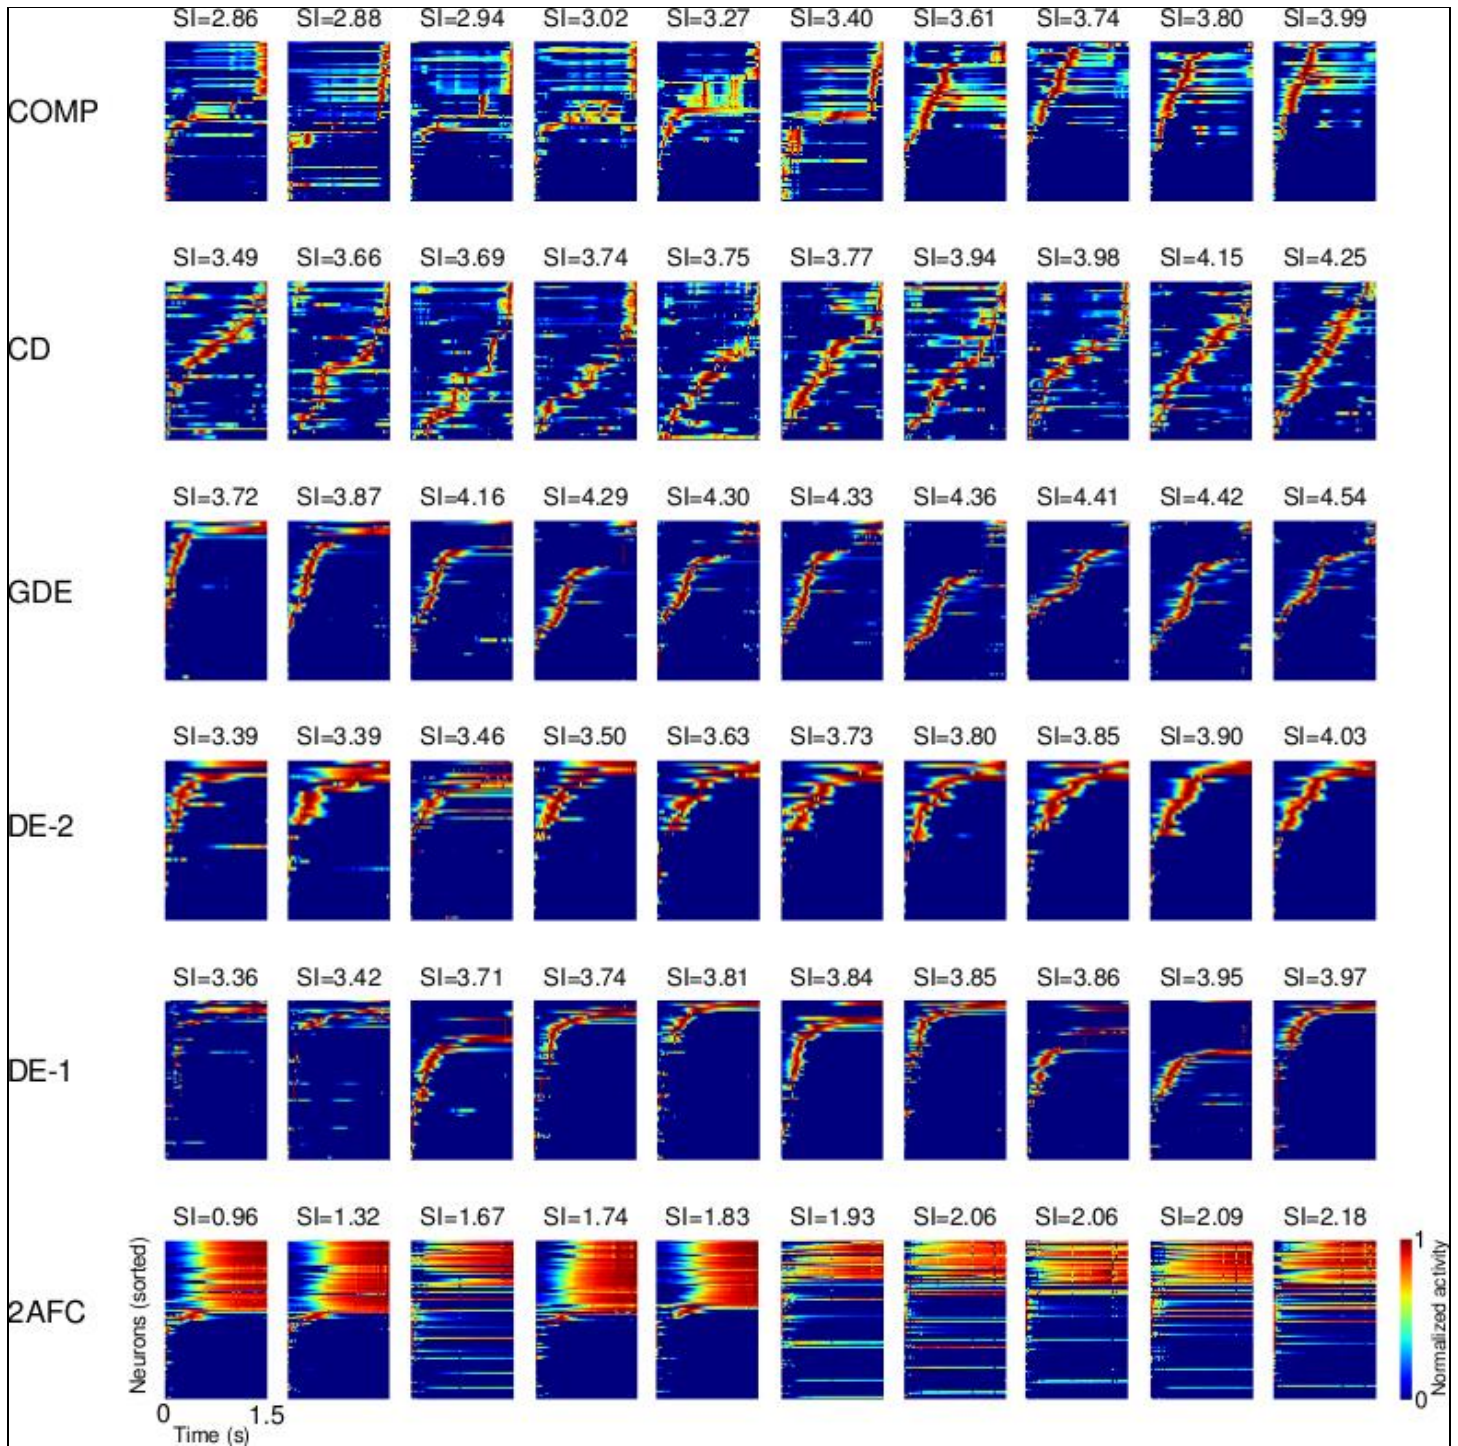 SI=2.86 SI=2.88 SI=2.94 SI=3.02 SI=3.27 SI=3.40 SI=3.61 SI=3.74 SI=3.80 SI=3.99
COMP
SI=3.49 SI=3.66 SI=3.69 SI=3.74 SI=3.75 SI=3.77 SI=3.94 SI=3.98 SI=4.15 SI=4.25
CD
SI=3.72 SI=3.87 SI=4.16 SI=4.29 SI=4.30 SI=4.33 SI=4.36 SI=4.41 SI=4.42 SI=4.54
GDE
SI=3.39 SI=3.39 SI=3.46 SI=3.50 SI=3.63 SI=3.73 SI=3.80 SI=3.85 SI=3.90 SI=4.03
DE-2
SI=3.36 SI=3.42 SI=3.71 SI=3.74 SI=3.81 SI=3.84 SI=3.85 SI=3.86 SI=3.95 SI=3.97
DE-1
SI=0.96 SI=1.32 SI=1.67 SI=1.74 SI=1.83 SI=1.93 SI=2.06 SI=2.06 SI=2.09 SI=2.18
2AFC
Neurons (sorted)
1
Normalized activity
0
0 1.5
Time (s)